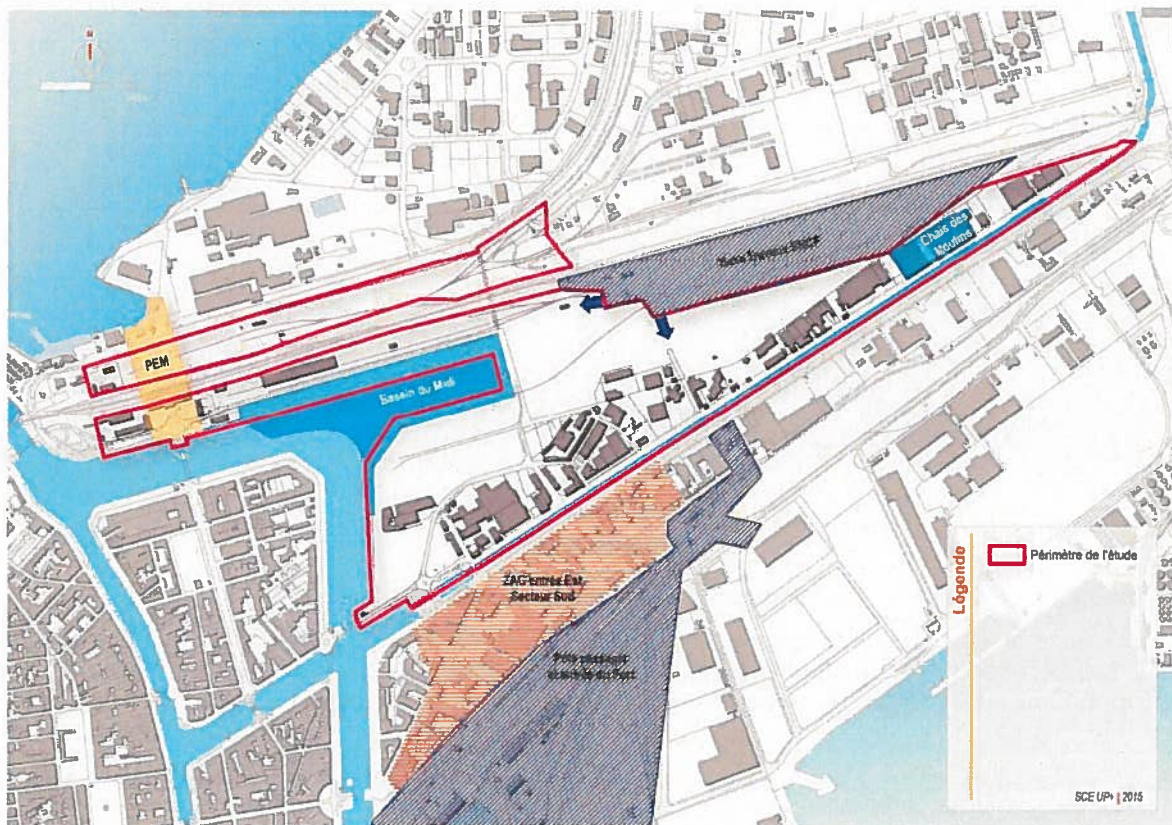 Chais des
Moulins
PEM
Bassin du Midi
ZAC entrée Est
Secteur Sud
Légende
Périmètre de l'étude
SCE UP+ | 2015